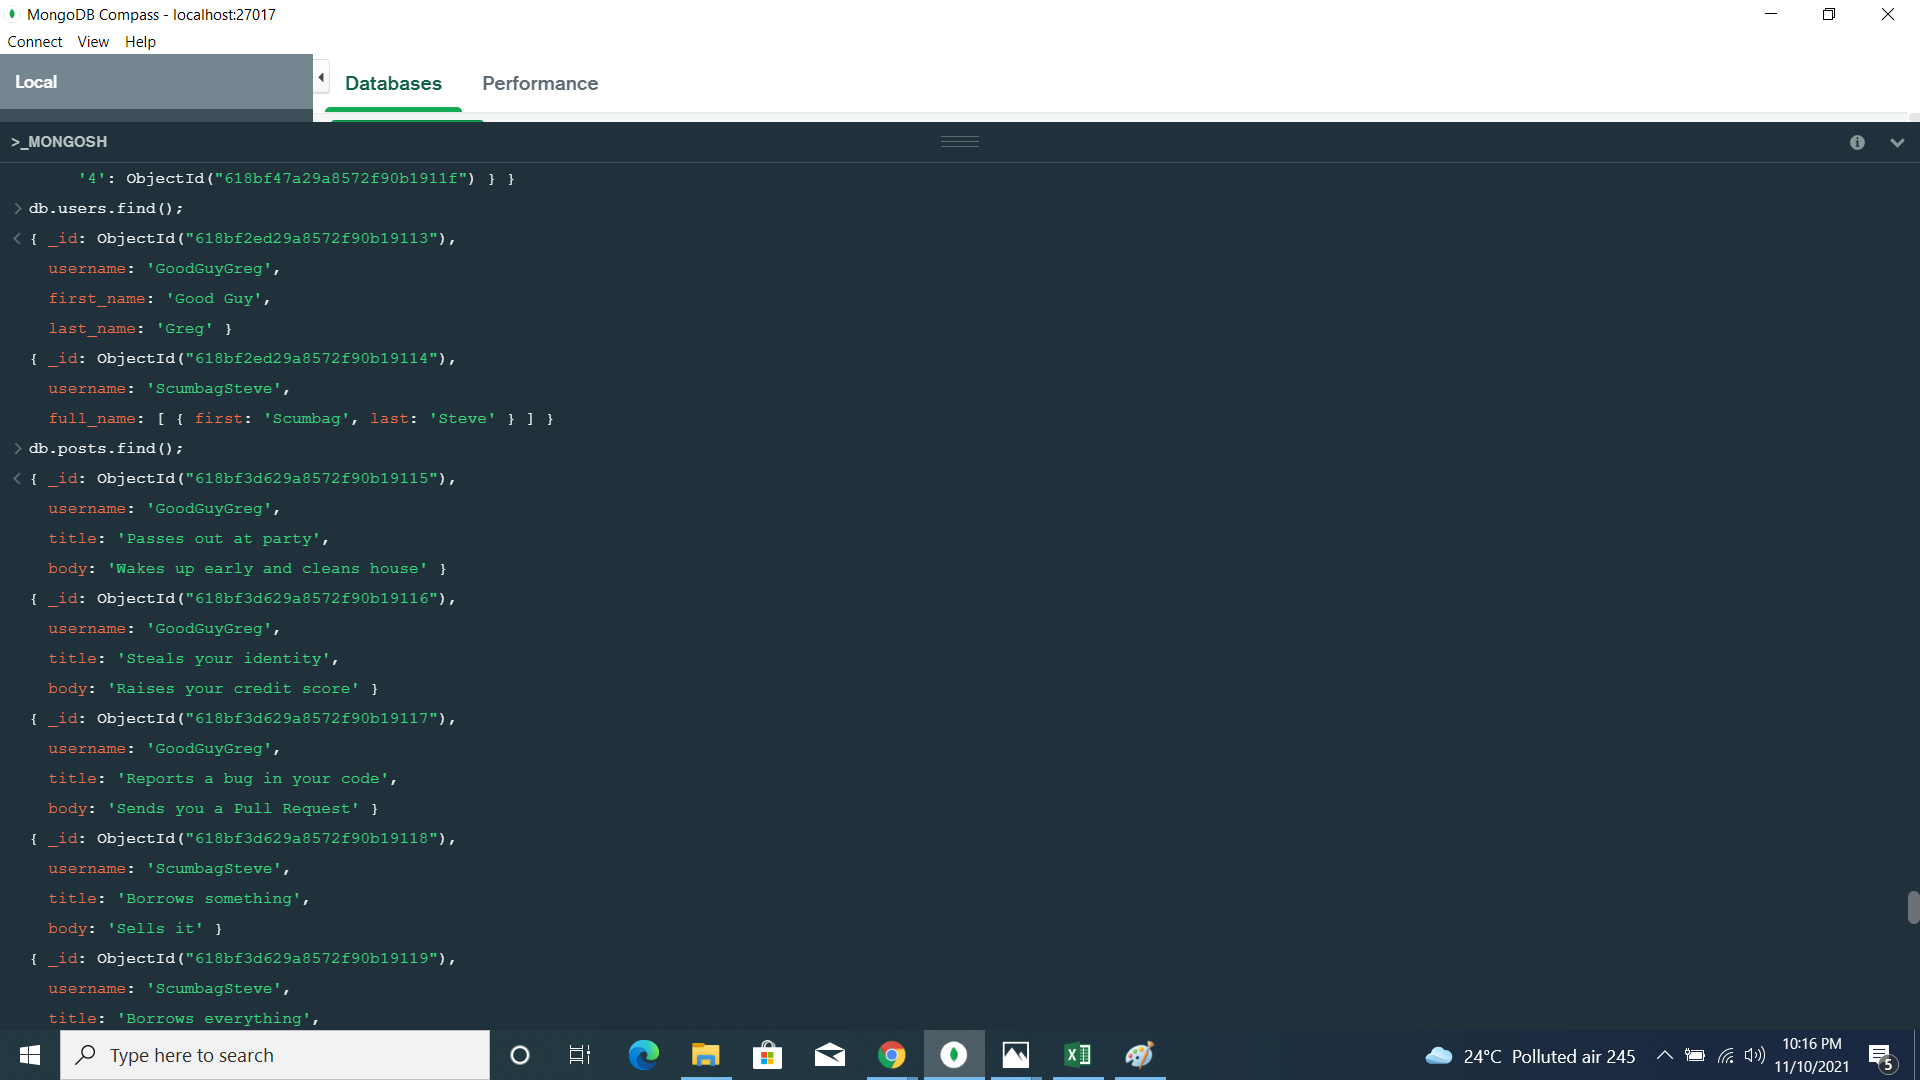 MongoDB Compass - localhost:27017
Connect View Help
Local
Databases Performance
>_MONGOSH
'4': ObjectId("618bf47a29a8572f90b1911f") } }
> db.users.find();
< { _id: ObjectId("618bf2ed29a8572f90b19113"),
username: 'GoodGuyGreg',
first_name: 'Good Guy',
last_name: 'Greg' }
{ _id: ObjectId("618bf2ed29a8572f90b19114"),
username: 'ScumbagSteve',
full_name: [ { first: 'Scumbag', last: 'Steve' } ] }
> db.posts.find();
< { _id: ObjectId("618bf3d629a8572f90b19115"),
username: 'GoodGuyGreg',
title: 'Passes out at party',
body: 'Wakes up early and cleans house' }
{ _id: ObjectId("618bf3d629a8572f90b19116"),
username: 'GoodGuyGreg',
title: 'Steals your identity',
body: 'Raises your credit score' }
{ _id: ObjectId("618bf3d629a8572f90b19117"),
username: 'GoodGuyGreg',
title: 'Reports a bug in your code',
body: 'Sends you a Pull Request' }
{ _id: ObjectId("618bf3d629a8572f90b19118"),
username: 'ScumbagSteve',
title: 'Borrows something',
body: 'Sells it' }
{ _id: ObjectId("618bf3d629a8572f90b19119"),
username: 'ScumbagSteve',
title: 'Borrows everything',
Type here to search
24°C Polluted air 245
10:16 PM
11/10/2021
5